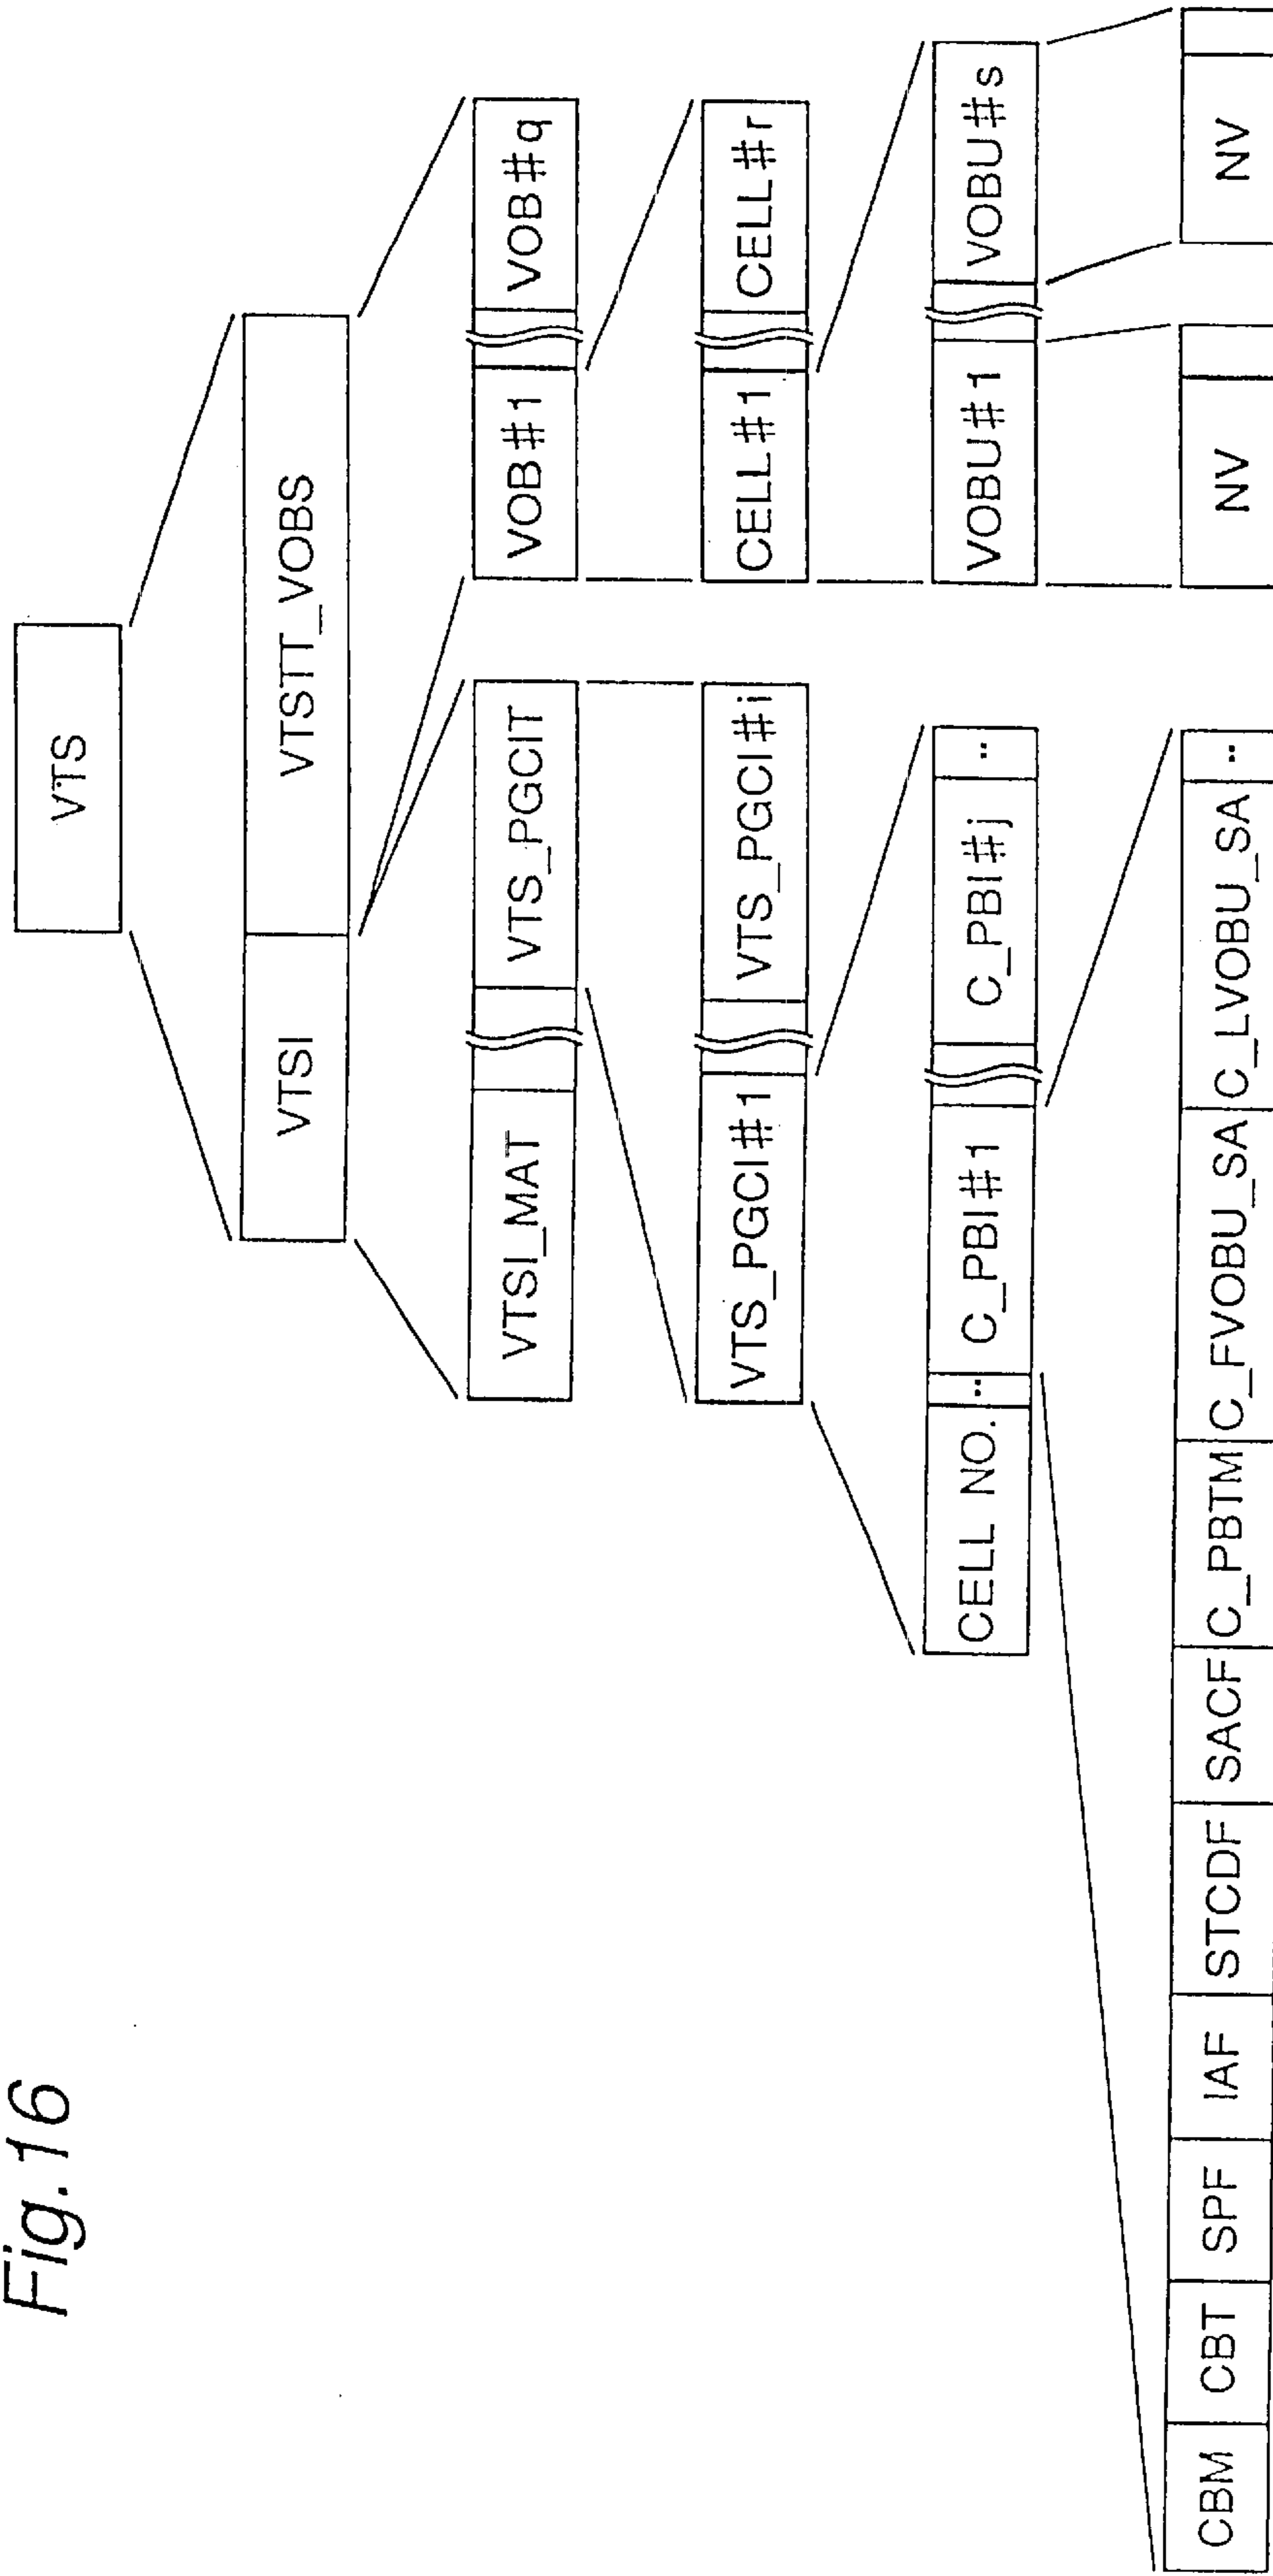 Fig.16
VTS
VTSI VTSTT_VOBS
VTSI_MAT VTS_PGCIT VOB#1 VOB#q
VTS_PGCI#1 VTS_PGCI#i CELL#1 CELL#r
CELL NO. .. C_PBI#1 C_PBI#j .. VOBU#1 VOBU#s
CBM CBT SPF IAF STCDF SACF C_PBTM C_FVOBU_SA C_LVOBU_SA .. NV NV